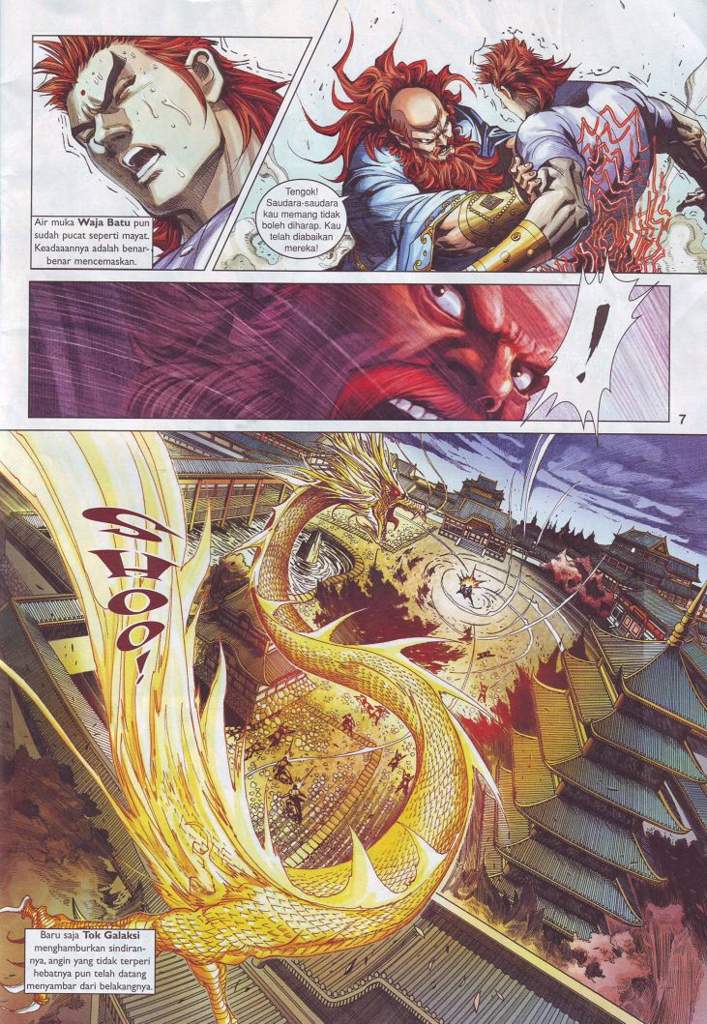 Air muka Waja Batu pun
sudah pucat seperti mayat.
Keadaaannya adalah benar-
benar mencemaskan.
Tengok!
Saudara-saudara
kau memang tidak
boleh diharap. Kau
telah diabaikan
mereka!
!
7
SHOO!
Baru saja Tok Galaksi
menghamburkan sindiran-
nya, angin yang tidak terperi
hebatnya pun telah datang
menyambar dari belakangnya.